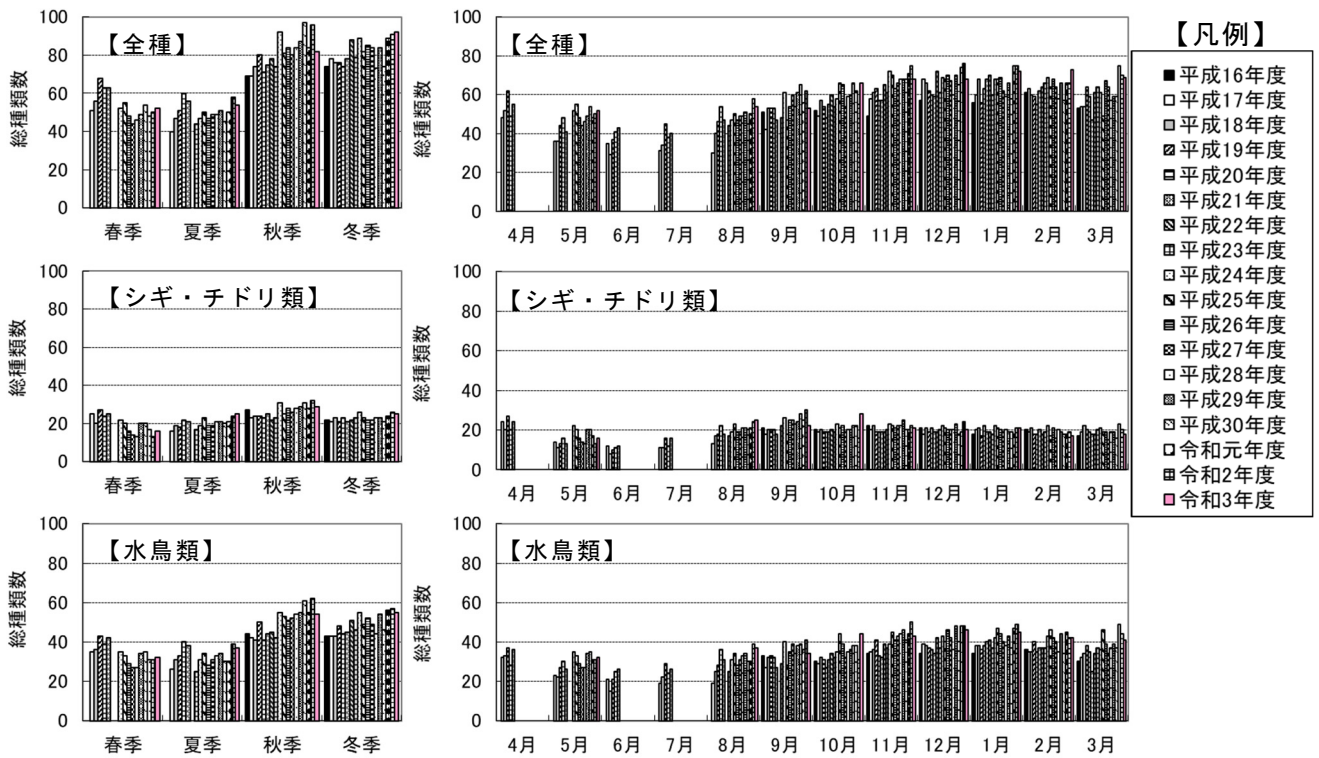 【全種】
総種類数
100
80
60
40
20
0
春季 夏季 秋季 冬季
【全種】
総種類数
100
80
60
40
20
0
4月 5月 6月 7月 8月 9月 10月 11月 12月 1月 2月 3月
【シギ・チドリ類】
総種類数
100
80
60
40
20
0
春季 夏季 秋季 冬季
【シギ・チドリ類】
総種類数
100
80
60
40
20
0
4月 5月 6月 7月 8月 9月 10月 11月 12月 1月 2月 3月
【水鳥類】
総種類数
100
80
60
40
20
0
春季 夏季 秋季 冬季
【水鳥類】
総種類数
100
80
60
40
20
0
4月 5月 6月 7月 8月 9月 10月 11月 12月 1月 2月 3月
【凡例】
平成16年度
平成17年度
平成18年度
平成19年度
平成20年度
平成21年度
平成22年度
平成23年度
平成24年度
平成25年度
平成26年度
平成27年度
平成28年度
平成29年度
平成30年度
令和元年度
令和2年度
令和3年度